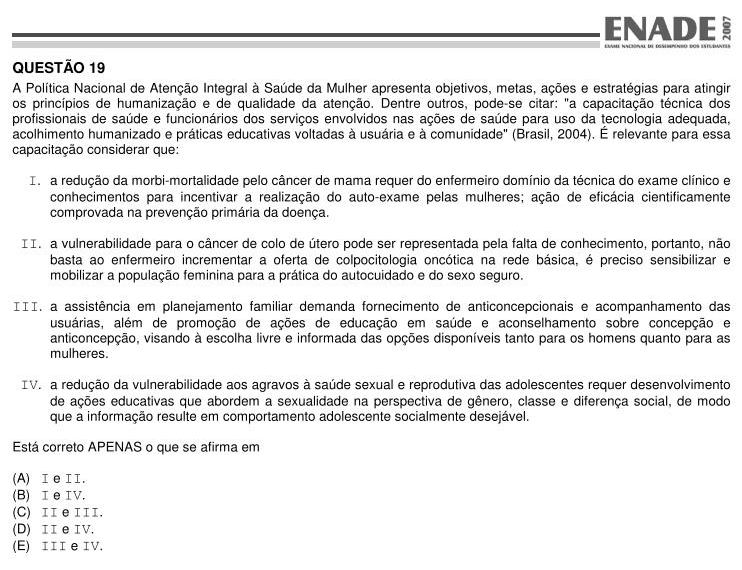 ENADE 2007
EXAME NACIONAL DE DESEMPENHO DOS ESTUDANTES
QUESTÃO 19
A Política Nacional de Atenção Integral à Saúde da Mulher apresenta objetivos, metas, ações e estratégias para atingir
os princípios de humanização e de qualidade da atenção. Dentre outros, pode-se citar: "a capacitação técnica dos
profissionais de saúde e funcionários dos serviços envolvidos nas ações de saúde para uso da tecnologia adequada,
acolhimento humanizado e práticas educativas voltadas à usuária e à comunidade" (Brasil, 2004). É relevante para essa
capacitação considerar que:
I. a redução da morbi-mortalidade pelo câncer de mama requer do enfermeiro domínio da técnica do exame clínico e
conhecimentos para incentivar a realização do auto-exame pelas mulheres; ação de eficácia cientificamente
comprovada na prevenção primária da doença.
II. a vulnerabilidade para o câncer de colo de útero pode ser representada pela falta de conhecimento, portanto, não
basta ao enfermeiro incrementar a oferta de colpocitologia oncótica na rede básica, é preciso sensibilizar e
mobilizar a população feminina para a prática do autocuidado e do sexo seguro.
III. a assistência em planejamento familiar demanda fornecimento de anticoncepcionais e acompanhamento das
usuárias, além de promoção de ações de educação em saúde e aconselhamento sobre concepção e
anticoncepção, visando à escolha livre e informada das opções disponíveis tanto para os homens quanto para as
mulheres.
IV. a redução da vulnerabilidade aos agravos à saúde sexual e reprodutiva das adolescentes requer desenvolvimento
de ações educativas que abordem a sexualidade na perspectiva de gênero, classe e diferença social, de modo
que a informação resulte em comportamento adolescente socialmente desejável.
Está correto APENAS o que se afirma em
(A) I e II.
(B) I e IV.
(C) II e III.
(D) II e IV.
(E) III e IV.